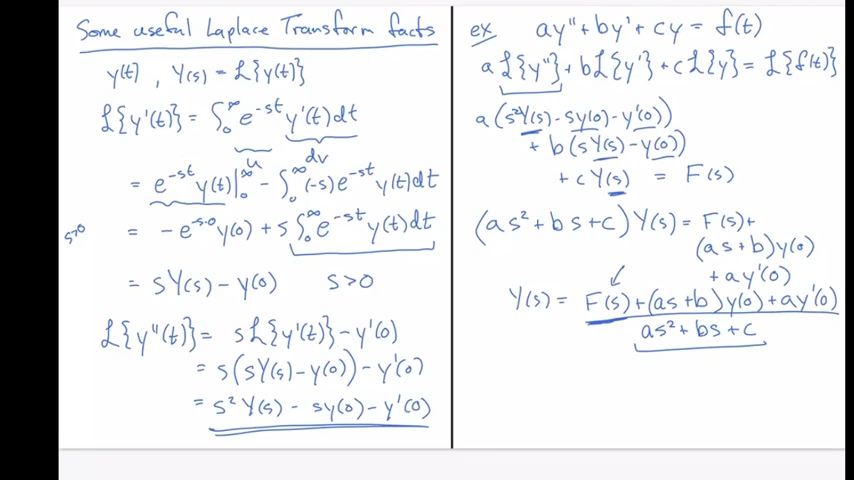 Some useful Laplace Transform facts
y(t) , Y(s) = ℒ{y(t)}
ℒ{y'(t)} = ∫₀^∞ e^{-st} y'(t)dt
u dv
= e^{-st} y(t)|₀^∞ - ∫₀^∞ (-s)e^{-st} y(t)dt
s>0 = -e^{-s·0} y(0) + s∫₀^∞ e^{-st} y(t)dt
= sY(s) - y(0) s>0
ℒ{y''(t)} = sℒ{y'(t)} - y'(0)
= s(sY(s) - y(0)) - y'(0)
= s²Y(s) - sy(0) - y'(0)
ex ay'' + by' + cy = f(t)
aℒ{y''} + bℒ{y'} + cℒ{y} = ℒ{f(t)}
a(s²Y(s) - sy(0) - y'(0))
+ b(sY(s) - y(0))
+ cY(s) = F(s)
(as² + bs + c) Y(s) = F(s) +
(as+b)y(0)
+ ay'(0)
Y(s) = F(s) + (as+b)y(0) + ay'(0)
as² + bs + c